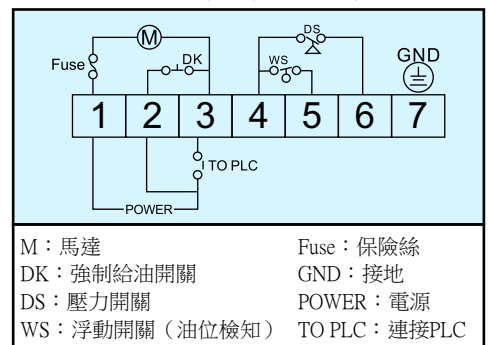 M
DS
Fuse
DK
WS
GND
1 2 3 4 5 6 7
TO PLC
POWER
M：馬達
Fuse：保險絲
DK：強制給油開關
GND：接地
DS：壓力開關
POWER：電源
WS：浮動開關（油位檢知）
TO PLC：連接PLC